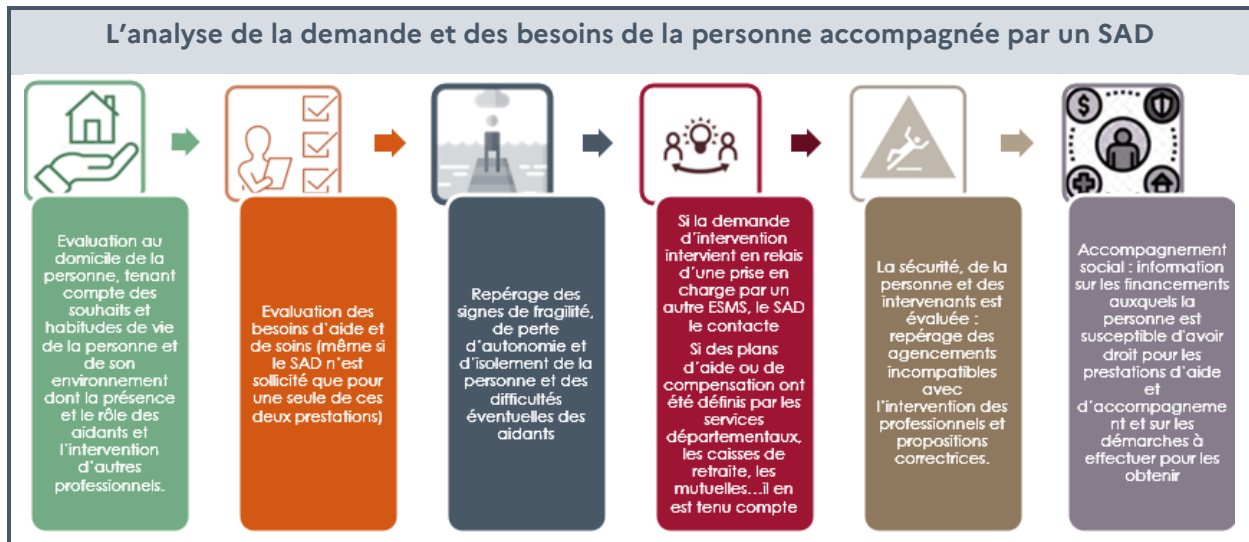 L’analyse de la demande et des besoins de la personne accompagnée par un SAD
Evaluation au
domicile de la
personne, tenant
compte des
souhaits et
habitudes de vie
de la personne et
de son
environnement
dont la présence
et le rôle des
aidants et
l’intervention
d’autres
professionnels.
Evaluation des
besoins d’aide et
de soins (même si
le SAD n’est
sollicité que pour
une seule de ces
deux prestations)
Repérage des
signes de fragilité,
de perte
d’autonomie et
d’isolement de la
personne et des
difficultés
éventuelles des
aidants
Si la demande
d’intervention
intervient en relais
d’une prise en
charge par un
autre ESMS, le SAD
le contacte
Si des plans
d’aide ou de
compensation ont
été définis par les
services
départementaux,
les caisses de
retraite, les
mutuelles...il en
est tenu compte
La sécurité, de la
personne et des
intervenants est
évaluée :
repérage des
agencements
incompatibles
avec
l’intervention des
professionnels et
propositions
correctrices.
$
Accompagnement
social : information
sur les financements
auxquels la
personne est
susceptible d’avoir
droit pour les
prestations d’aide
et
d’accompagneme
nt et sur les
démarches à
effectuer pour les
obtenir